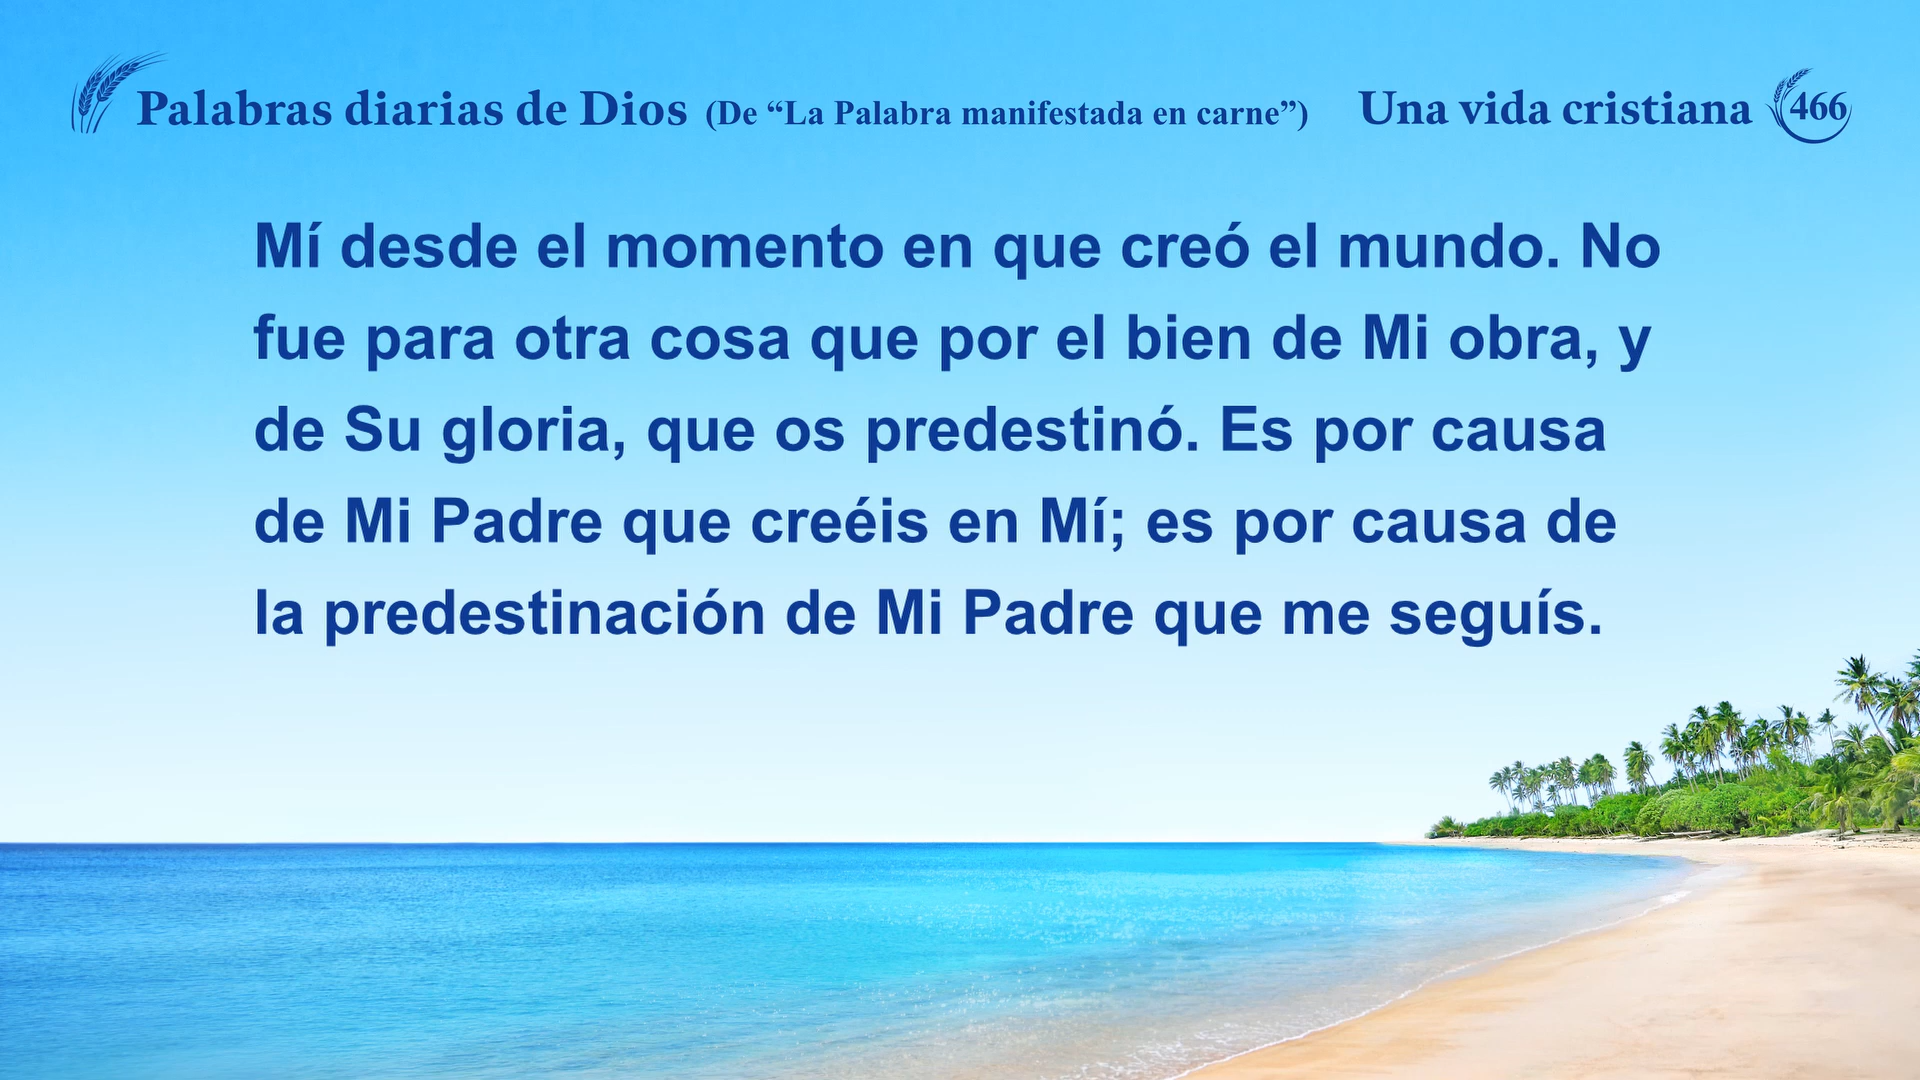 Palabras diarias de Dios (De “La Palabra manifestada en carne”) Una vida cristiana 466
Mí desde el momento en que creó el mundo. No
fue para otra cosa que por el bien de Mi obra, y
de Su gloria, que os predestinó. Es por causa
de Mi Padre que creéis en Mí; es por causa de
la predestinación de Mi Padre que me seguís.